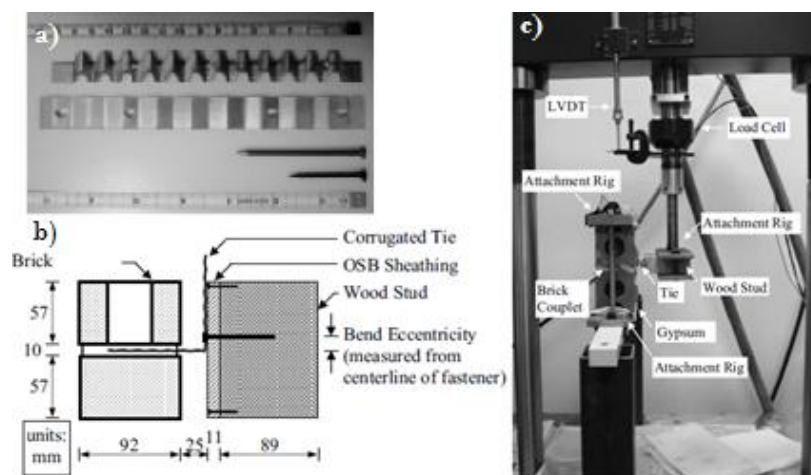 a)
b)
Brick
Corrugated Tie
OSB Sheathing
Wood Stud
Bend Eccentricity
(measured from
centerline of fastener)
57
10
57
units:
mm
92
25
11
89
c)
LVDT
Load Cell
Attachment Rig
Attachment Rig
Brick
Couplet
Tie
Wood Stud
Gypsum
Attachment Rig